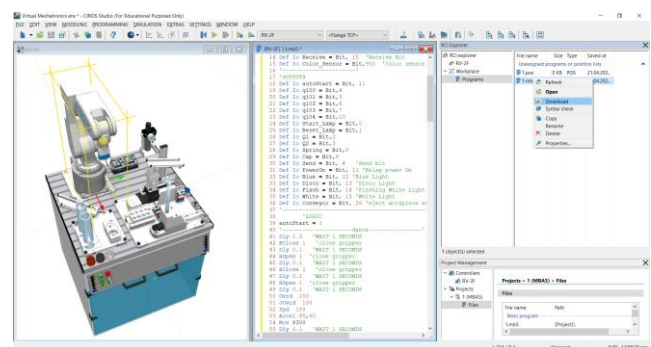 Virtual Mechatronics.env * - CIROS Studio (For Educational Purposes Only)
FILE EDIT VIEW MODELING PROGRAMMING SIMULATION EXTRAS SETTINGS WINDOW HELP
RV-2F
<Flange TCP>
14 Def Io Receive = Bit, 15 'Receive Bit
15 Def Io Color_Sensor = Bit,900 'Color sensor
16
17 'OUTPUTS
18 Def Io autoStart = Bit, 11
19 Def Io q100 = Bit,4
20 Def Io q101 = Bit,5
21 Def Io q102 = Bit,6
22 Def Io q103 = Bit,7
23 Def Io q104 = Bit,10
24 Def Io Start_Lamp = Bit,0
25 Def Io Reset_Lamp = Bit,1
26 Def Io Q1 = Bit,2
27 Def Io Q2 = Bit,3
28 Def Io Spring = Bit,8
29 Def Io Cap = Bit,9
30 Def Io Send = Bit, 'Send bit
31 Def Io PowerOn = Bit, 11 'Relay power On
32 Def Io Blue = Bit, 12 'Blue Light
33 Def Io Disco = Bit, 13 'Disco Light
34 Def Io Flash = Bit, 14 'Flashing White Light
35 Def Io White = Bit, 15 'White Light
36 Def Io Conveyor = Bit, 20 'eject workpiece
37
38 'LOGIC
39 autoStart = 1
40 '----------dance----------'
41 Dly 1.5 'WAIT 1 SECONDS
42 HClose 1 'close gripper
43 Dly 0.1 'WAIT 1 SECONDS
44 HOpen 1 'close gripper
45 Dly 0.1 'WAIT 1 SECONDS
46 HClose 1 'close gripper
47 Dly 0.1 'WAIT 1 SECONDS
48 HOpen 1 'close gripper
49 Dly 0.1 'WAIT 1 SECONDS
50 Ovrd 100
51 JOvrd 100
52 Spd 100
53 Accel
54 Mov P300
55 Dly 0.1 'WAIT 1 SECONDS
RCI Explorer
RCI explorer
RV-2F
Workplace
Programs
File name Size Type Saved at
Unassigned programs or position lists
1.pos 0 KB POS 21.04.202...
Refresh
Open
Download
Syntax check
Copy
Rename
Delete
Properties...
1 object(s) selected
Project Management
Controllers
RV-2F
Projects
1 (MBA5)
Files
Projects > 1 (MBA5) > Files
Files
File name Path
Main program
1.mb5 (Project)\